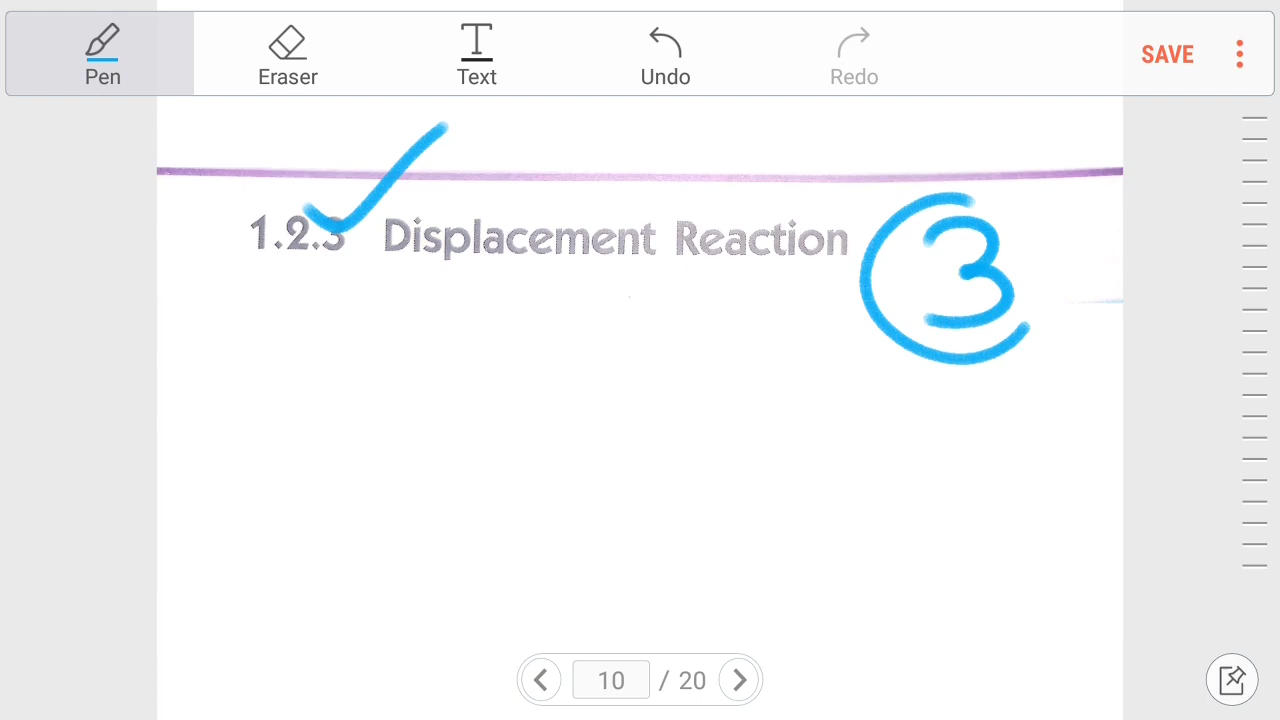 Pen
Eraser
Text
Undo
Redo
SAVE
1.2.3 Displacement Reaction
3
10 / 20